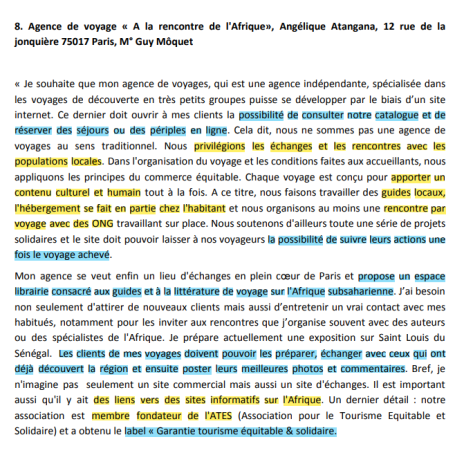 8. Agence de voyage « A la rencontre de l'Afrique», Angélique Atangana, 12 rue de la
jonquière 75017 Paris, M° Guy Môquet
« Je souhaite que mon agence de voyages, qui est une agence indépendante, spécialisée dans
les voyages de découverte en très petits groupes puisse se développer par le biais d'un site
internet. Ce dernier doit ouvrir à mes clients la possibilité de consulter notre catalogue et de
réserver des séjours ou des périples en ligne. Cela dit, nous ne sommes pas une agence de
voyages au sens traditionnel. Nous privilégions les échanges et les rencontres avec les
populations locales. Dans l'organisation du voyage et les conditions faites aux accueillants, nous
appliquons les principes du commerce équitable. Chaque voyage est conçu pour apporter un
contenu culturel et humain tout à la fois. A ce titre, nous faisons travailler des guides locaux,
l'hébergement se fait en partie chez l'habitant et nous organisons au moins une rencontre par
voyage avec des ONG travaillant sur place. Nous soutenons d'ailleurs toute une série de projets
solidaires et le site doit pouvoir laisser à nos voyageurs la possibilité de suivre leurs actions une
fois le voyage achevé.
Mon agence se veut enfin un lieu d'échanges en plein cœur de Paris et propose un espace
librairie consacré aux guides et à la littérature de voyage sur l'Afrique subsaharienne. J'ai besoin
non seulement d'attirer de nouveaux clients mais aussi d'entretenir un vrai contact avec mes
habitués, notamment pour les inviter aux rencontres que j'organise souvent avec des auteurs
ou des spécialistes de l'Afrique. Je prépare actuellement une exposition sur Saint Louis du
Sénégal. Les clients de mes voyages doivent pouvoir les préparer, échanger avec ceux qui ont
déjà découvert la région et ensuite poster leurs meilleures photos et commentaires. Bref, je
n'imagine pas seulement un site commercial mais aussi un site d'échanges. Il est important
aussi qu'il y ait des liens vers des sites informatifs sur l'Afrique. Un dernier détail : notre
association est membre fondateur de l'ATES (Association pour le Tourisme Equitable et
Solidaire) et a obtenu le label « Garantie tourisme équitable & solidaire.